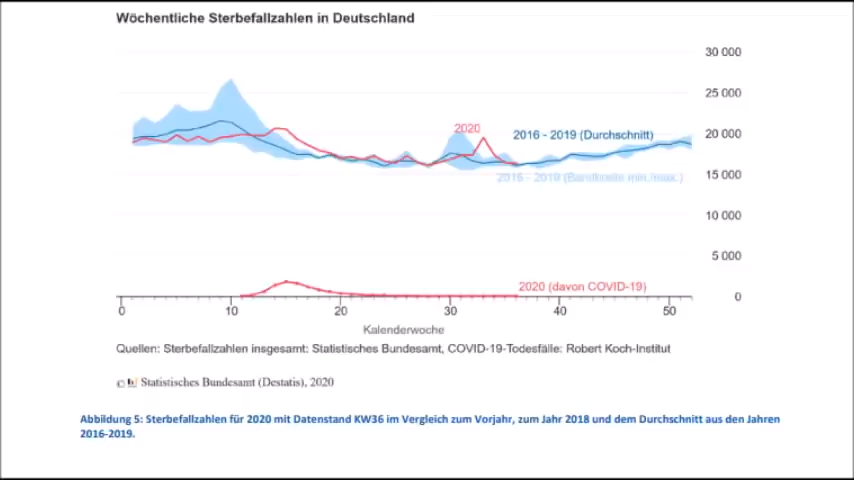 Wöchentliche Sterbefallzahlen in Deutschland
30 000
25 000
2020
2016 - 2019 (Durchschnitt)
20 000
2016 - 2019 (Bandbreite min./max.)
15 000
10 000
5 000
2020 (davon COVID-19)
0
0 10 20 30 40 50
Kalenderwoche
Quellen: Sterbefallzahlen insgesamt: Statistisches Bundesamt, COVID-19-Todesfälle: Robert Koch-Institut
© Statistisches Bundesamt (Destatis), 2020
Abbildung 5: Sterbefallzahlen für 2020 mit Datenstand KW36 im Vergleich zum Vorjahr, zum Jahr 2018 und dem Durchschnitt aus den Jahren
2016-2019.